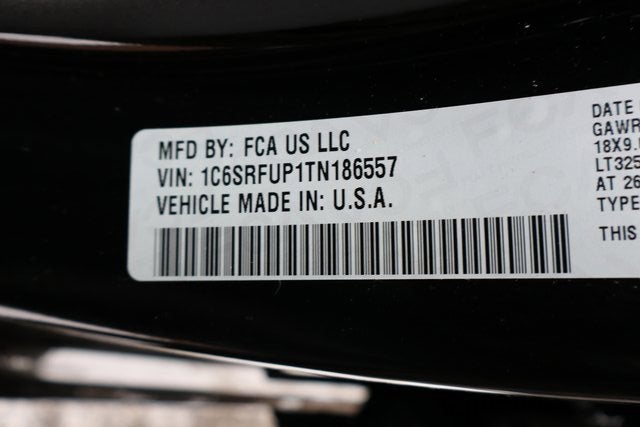 MFD BY: FCA US LLC
VIN: 1C6SRFUP1TN186557
VEHICLE MADE IN: U.S.A.
DATE
GAWR
18X9.
LT325
AT 26
TYPE
THIS